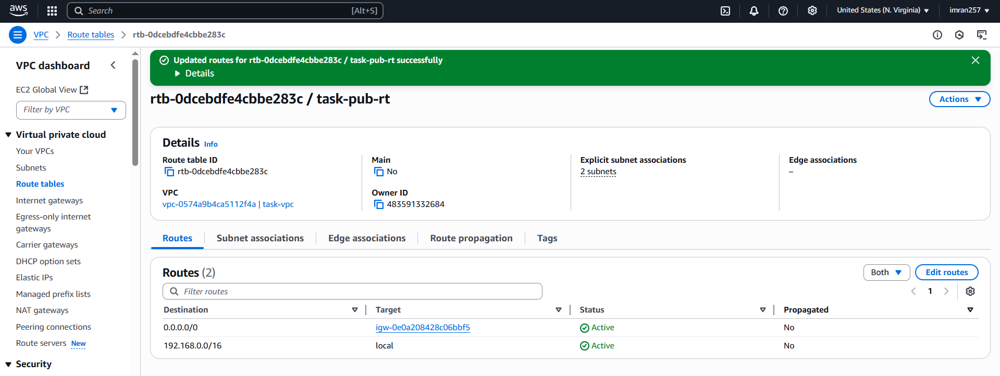 aws
Search [Alt+S]
United States (N. Virginia)
imran257
VPC
Route tables
rtb-0dcebdfe4cbbe283c
VPC dashboard
EC2 Global View
Filter by VPC
Virtual private cloud
Your VPCs
Subnets
Route tables
Internet gateways
Egress-only internet
gateways
Carrier gateways
DHCP option sets
Elastic IPs
Managed prefix lists
NAT gateways
Peering connections
Route servers New
Security
Updated routes for rtb-0dcebdfe4cbbe283c / task-pub-rt successfully
Details
rtb-0dcebdfe4cbbe283c / task-pub-rt
Actions
Details Info
Route table ID
rtb-0dcebdfe4cbbe283c
Main
No
Explicit subnet associations
2 subnets
Edge associations
–
VPC
vpc-0574a9b4ca5112f4a | task-vpc
Owner ID
483591332684
Routes Subnet associations Edge associations Route propagation Tags
Routes (2)
Both
Edit routes
Filter routes
1
Destination Target Status Propagated
0.0.0.0/0 igw-0e0a208428c06bbf5 Active No
192.168.0.0/16 local Active No